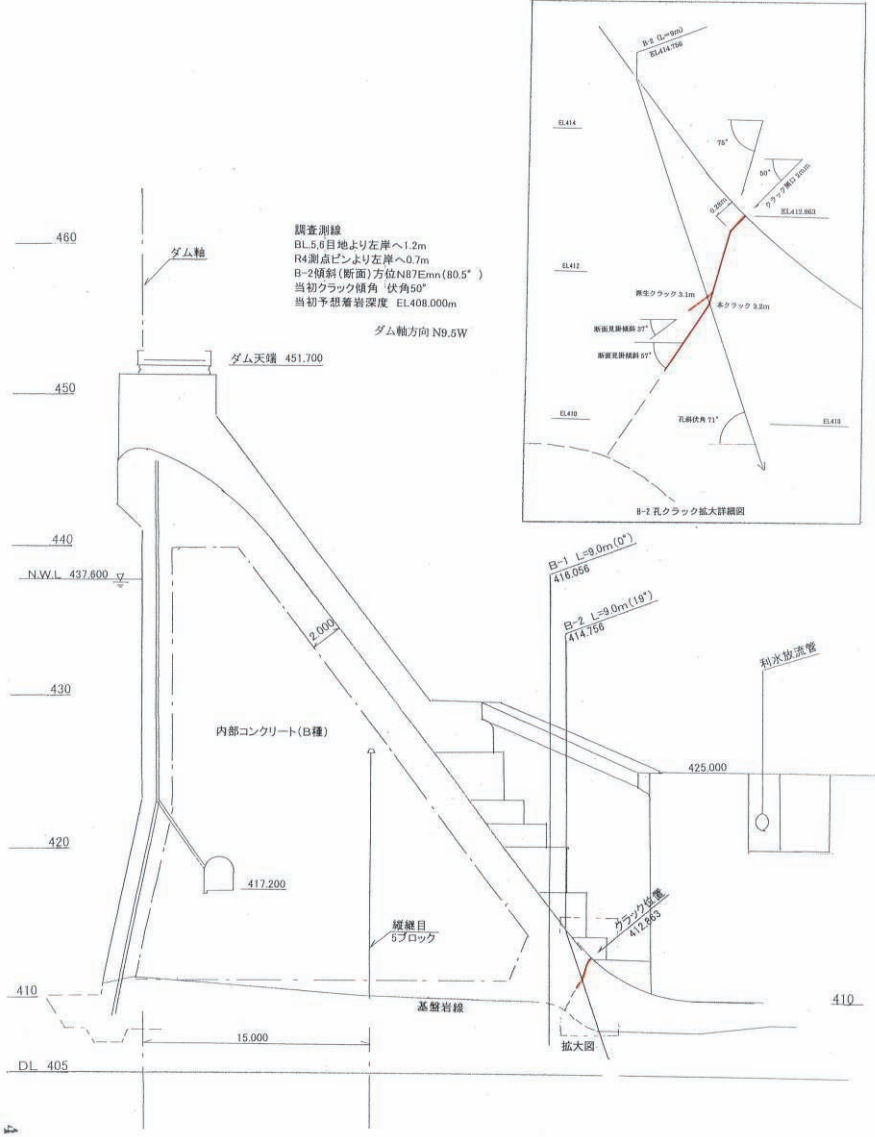 B-2 (L=9m)
EL414.756
EL414
75°
50°
クラック開口 2mm
0.28m
EL412.863
EL412
派生クラック 3.1m
本クラック 3.2m
断面見掛傾斜 37°
断面見掛傾斜 57°
EL410
孔斜伏角 71°
EL410
B-2 孔クラック拡大詳細図
調査測線
BL.5,6目地より左岸へ1.2m
R4測点ピンより左岸へ0.7m
B-2傾斜(断面)方位N87Emn(80.5°)
当初クラック傾角 伏角50°
当初予想着岩深度 EL408.000m
ダム軸方向 N9.5W
460
ダム軸
ダム天端 451.700
450
440
N.W.L 437.600
2.000
B-1 L=9.0m(0°)
416.056
B-2 L=9.0m(19°)
414.756
利水放流管
430
内部コンクリート(B種)
425.000
420
417.200
縦継目
5ブロック
クラック位置
412.863
410
基盤岩線
410
15.000
拡大図
DL 405
4